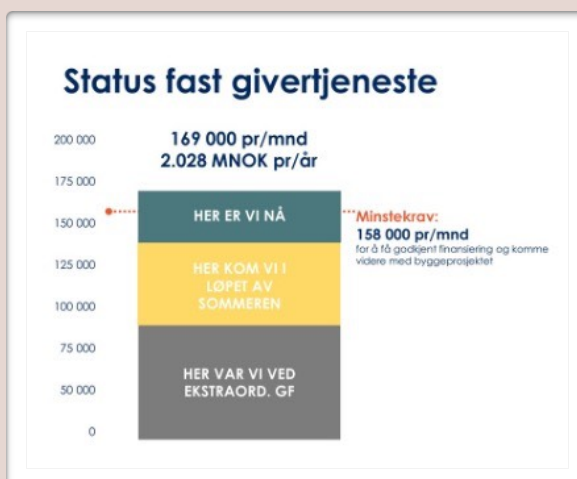 Status fast givertjeneste
200 000
169 000 pr/mnd
2.028 MNOK pr/år
175 000
HER ER VI NÅ
Minstekrav:
158 000 pr/mnd
for å få godkjent finansiering og komme
videre med byggeprosjektet
150 000
125 000
HER KOM VI I
LØPET AV
SOMMEREN
100 000
75 000
HER VAR VI VED
EKSTRAORD. GF
50 000
0